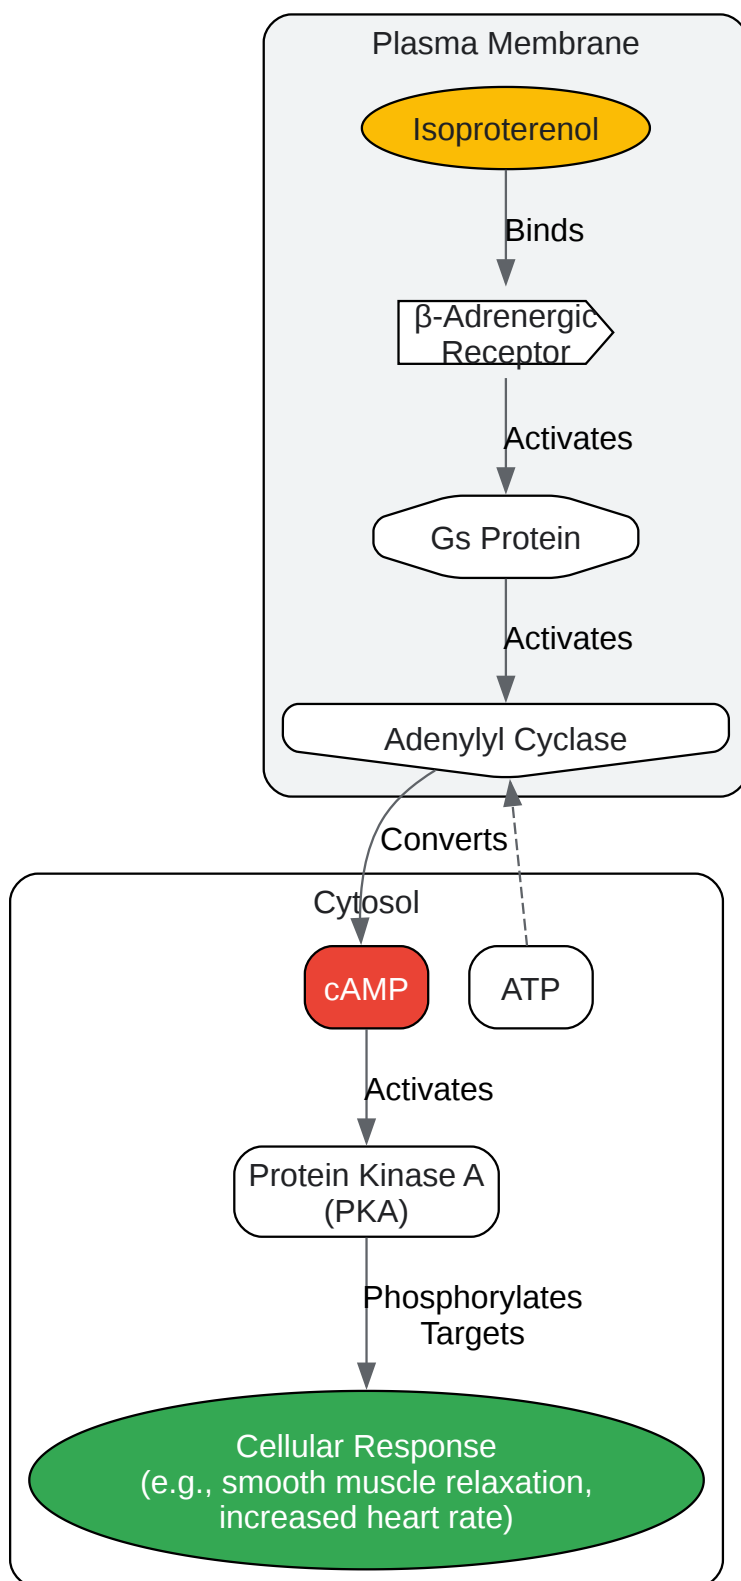 Plasma Membrane
Isoproterenol
Binds
β-Adrenergic
Receptor
Activates
Gs Protein
Activates
Adenylyl Cyclase
Converts
Cytosol
cAMP
ATP
Activates
Protein Kinase A
(PKA)
Phosphorylates
Targets
Cellular Response
(e.g., smooth muscle relaxation,
increased heart rate)